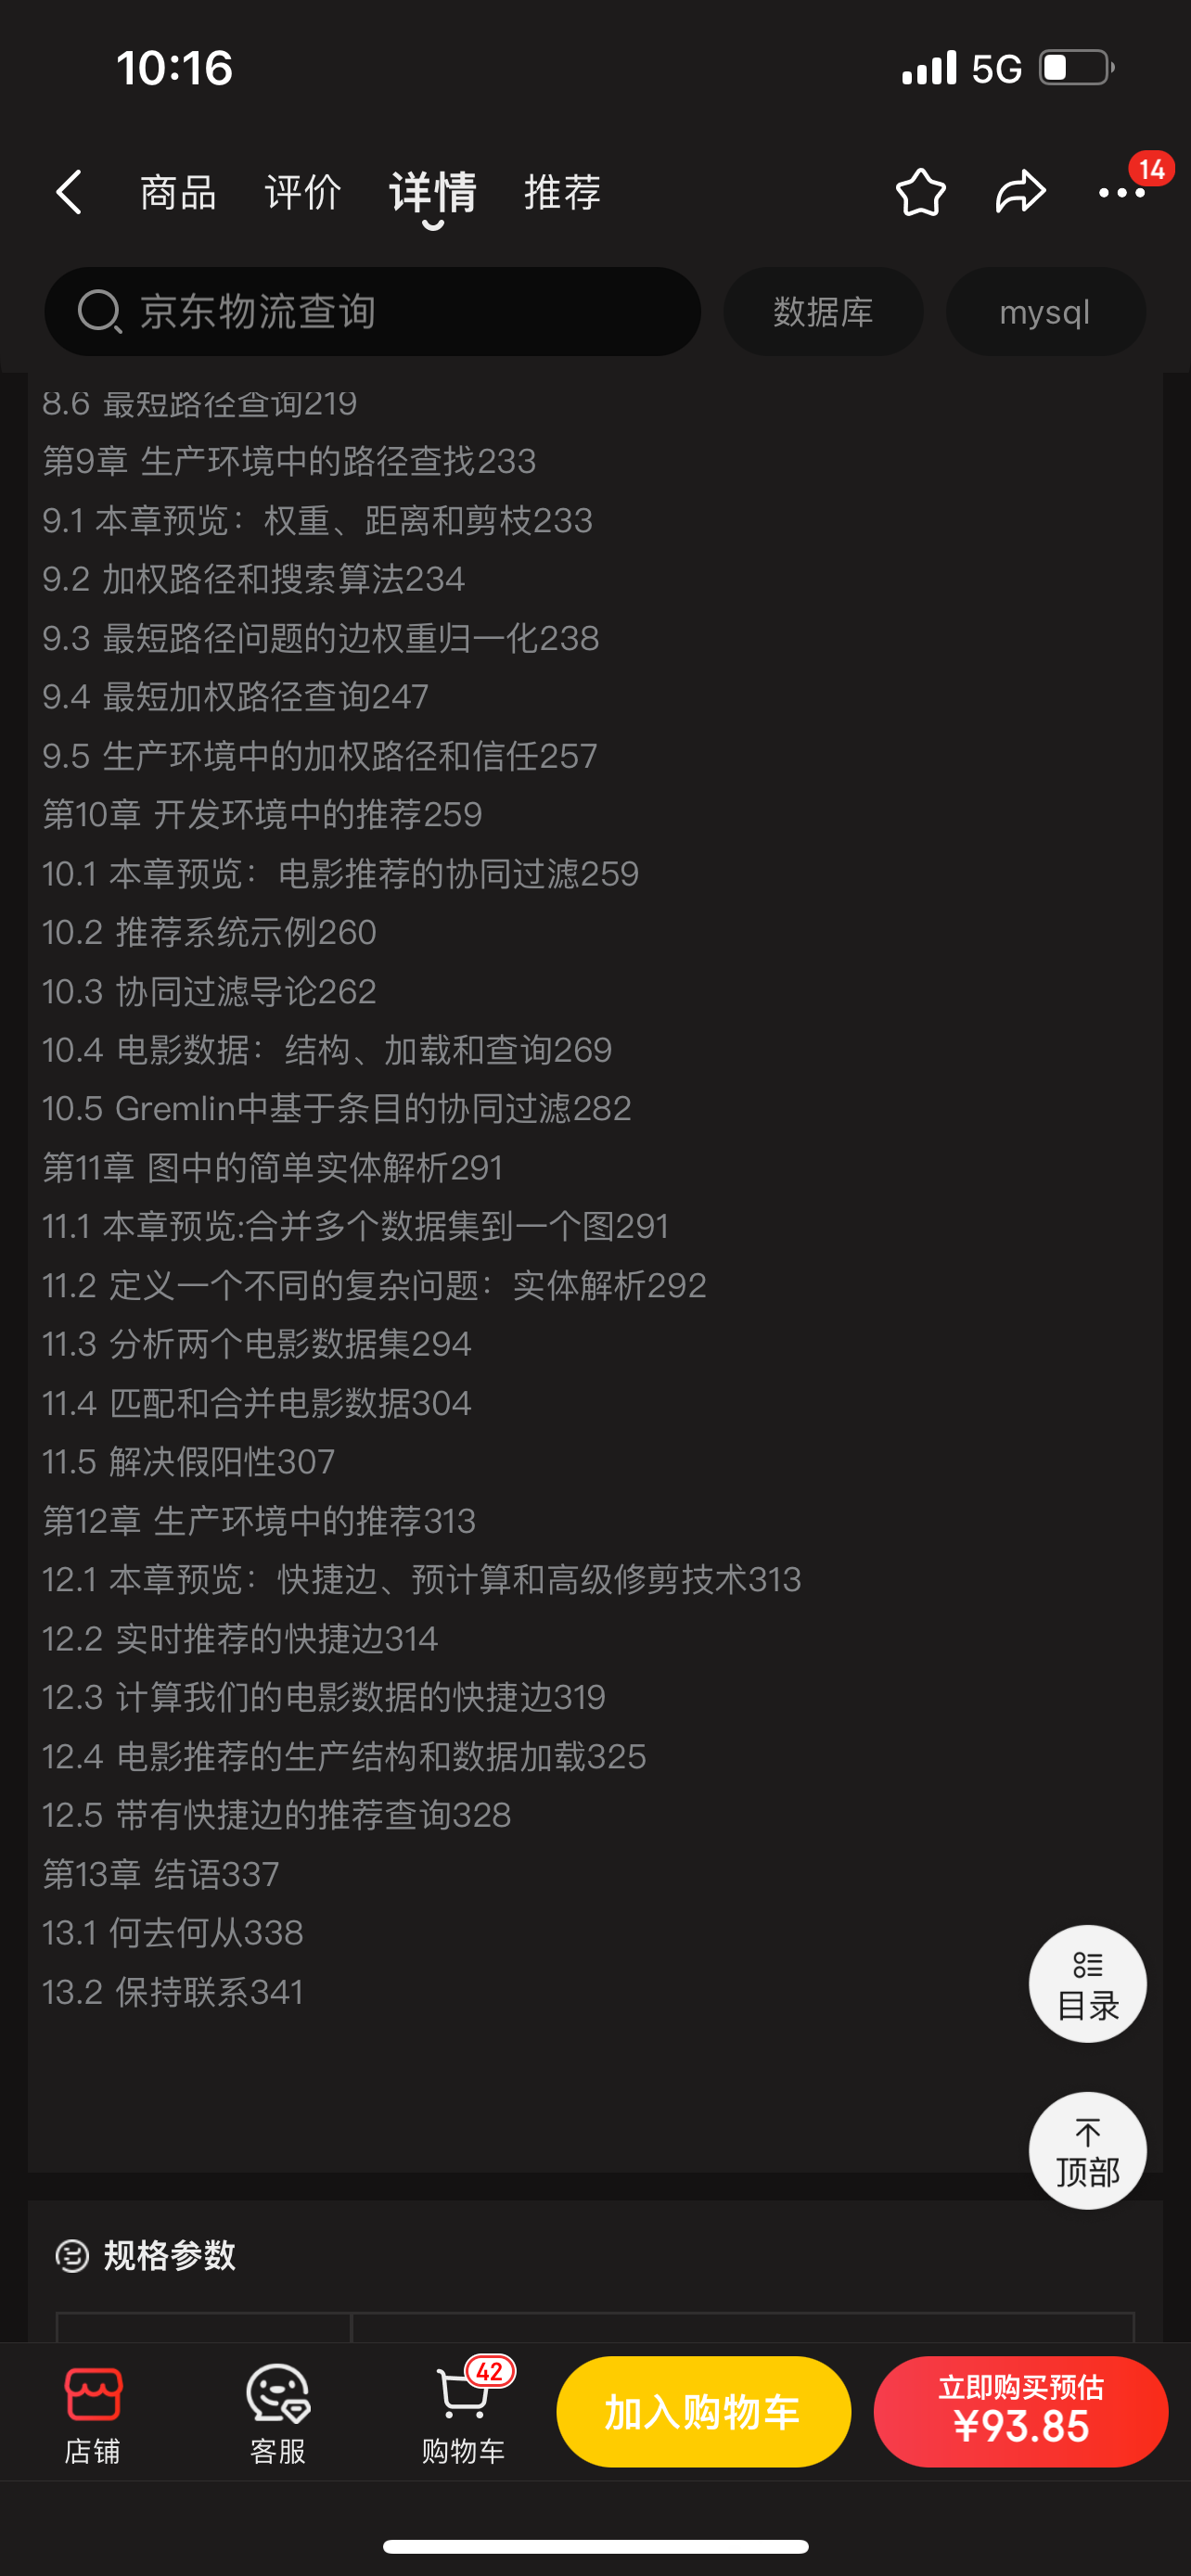 10:16
5G
商品 评价 详情 推荐
14
京东物流查询
数据库
mysql
8.6 最短路径查询219
第9章 生产环境中的路径查找233
9.1 本章预览：权重、距离和剪枝233
9.2 加权路径和搜索算法234
9.3 最短路径问题的边权重归一化238
9.4 最短加权路径查询247
9.5 生产环境中的加权路径和信任257
第10章 开发环境中的推荐259
10.1 本章预览：电影推荐的协同过滤259
10.2 推荐系统示例260
10.3 协同过滤导论262
10.4 电影数据：结构、加载和查询269
10.5 Gremlin中基于条目的协同过滤282
第11章 图中的简单实体解析291
11.1 本章预览:合并多个数据集到一个图291
11.2 定义一个不同的复杂问题：实体解析292
11.3 分析两个电影数据集294
11.4 匹配和合并电影数据304
11.5 解决假阳性307
第12章 生产环境中的推荐313
12.1 本章预览：快捷边、预计算和高级修剪技术313
12.2 实时推荐的快捷边314
12.3 计算我们的电影数据的快捷边319
12.4 电影推荐的生产结构和数据加载325
12.5 带有快捷边的推荐查询328
第13章 结语337
13.1 何去何从338
13.2 保持联系341
目录
顶部
规格参数
店铺
客服
42
购物车
加入购物车
立即购买预估
¥93.85